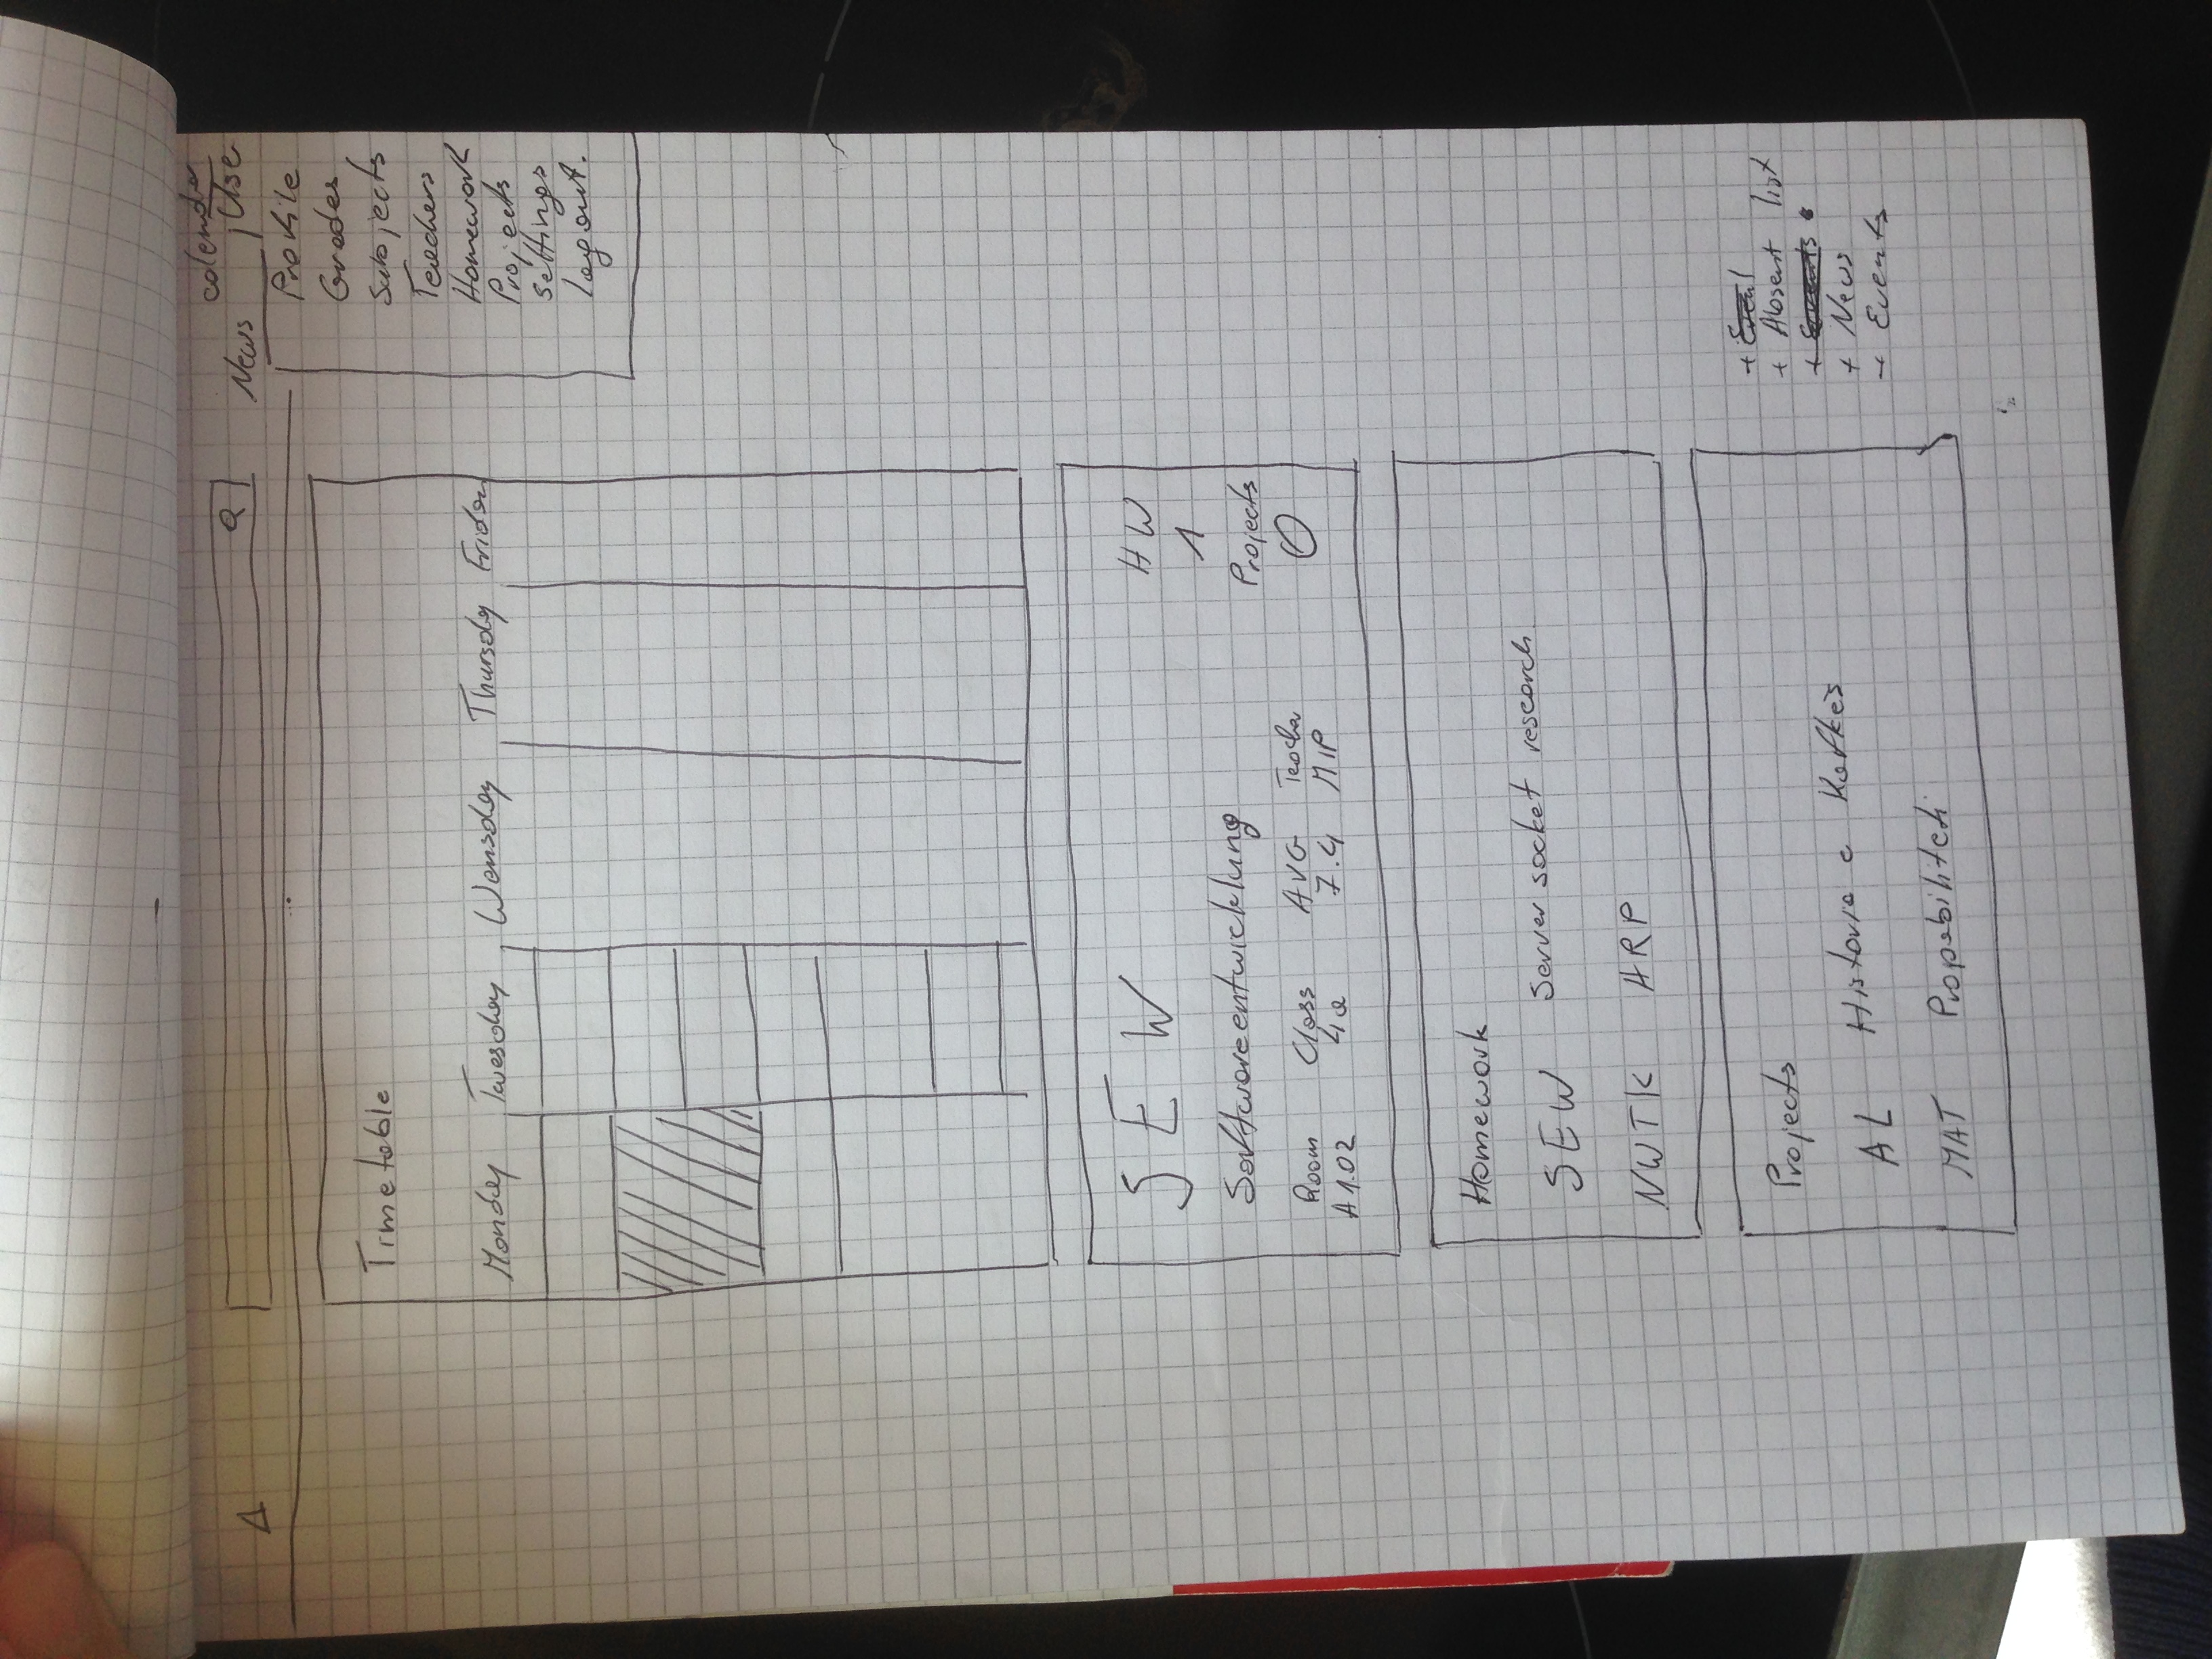 calendar
News User
Profile
Grades
Subjects
Teachers
Homework
Projects
Settings
logout.
Timetable
Monday Tuesday Wensday Thursday Friday
SEW
HW
1
Softwareentwicklung
Projects
0
Room Class AVG Teacher
A1.02 4a 7.4 MIP
Homework
SEW Server socket research
NWTK ARP
Projects
AL Historia e Kafkës
MAT Propabiliteti
+ Event
+ Absent list
+ Events
+ News
+ Events